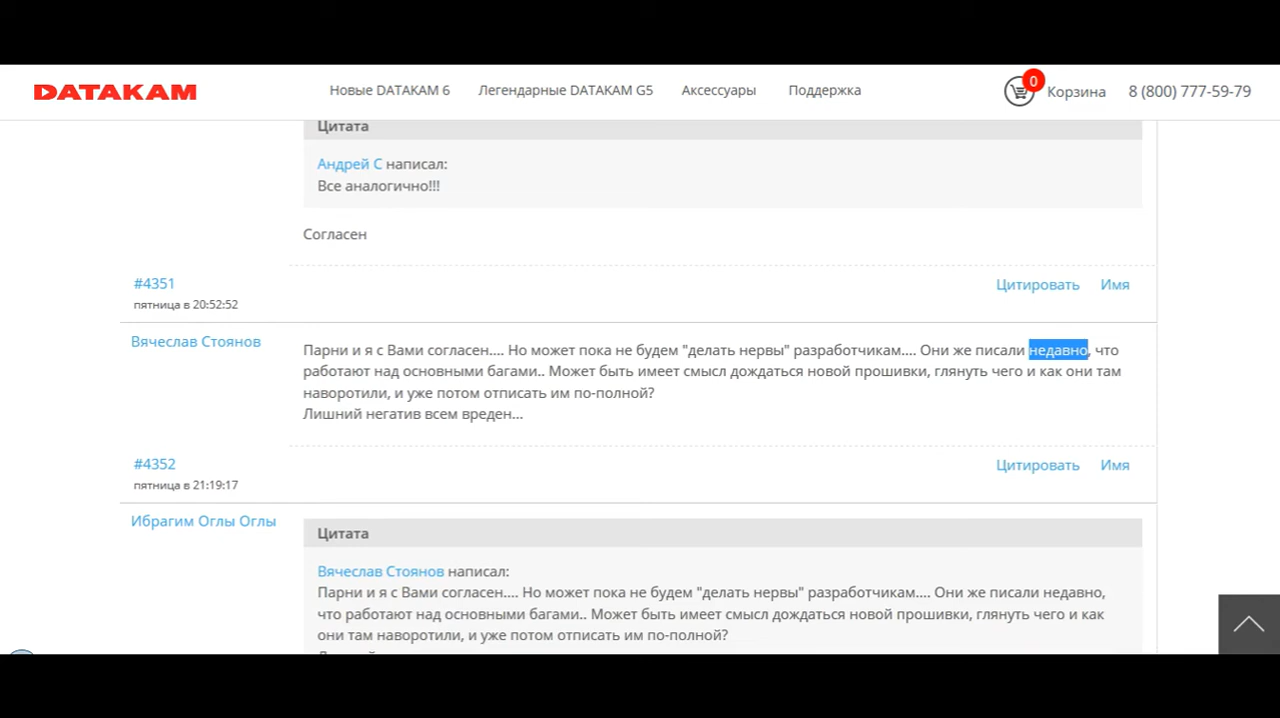 DATAKAM
Новые DATAKAM 6 Легендарные DATAKAM G5 Аксессуары Поддержка 0 Корзина 8 (800) 777-59-79
Цитата
Андрей С написал:
Все аналогично!!!
Согласен
#4351 Цитировать Имя
пятница в 20:52:52
Вячеслав Стоянов
Парни и я с Вами согласен.... Но может пока не будем "делать нервы" разработчикам.... Они же писали недавно, что
работают над основными багами.. Может быть имеет смысл дождаться новой прошивки, глянуть чего и как они там
наворотили, и уже потом отписать им по-полной?
Лишний негатив всем вреден...
#4352 Цитировать Имя
пятница в 21:19:17
Ибрагим Оглы Оглы
Цитата
Вячеслав Стоянов написал:
Парни и я с Вами согласен.... Но может пока не будем "делать нервы" разработчикам.... Они же писали недавно,
что работают над основными багами.. Может быть имеет смысл дождаться новой прошивки, глянуть чего и как
они там наворотили, и уже потом отписать им по-полной?